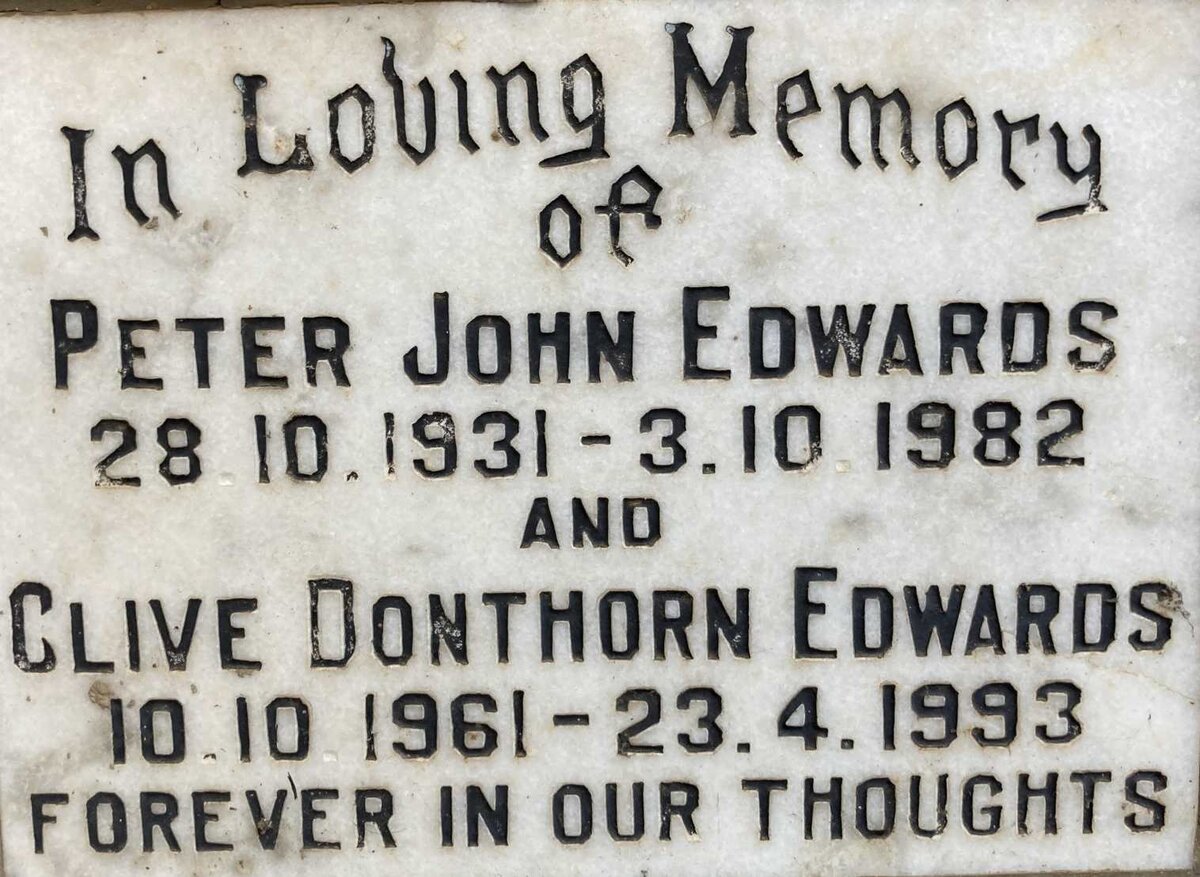 In Loving Memory
of
PETER JOHN EDWARDS
28.10.1931 - 3.10.1982
AND
CLIVE DONTHORN EDWARDS
10.10.1961 - 23.4.1993
FOREVER IN OUR THOUGHTS